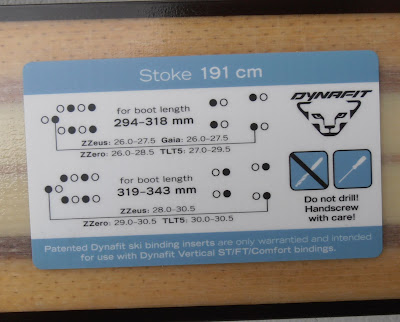 Stoke 191 cm
DYNAFIT
for boot length
294–318 mm
ZZeus: 26.0-27.5 Gaia: 26.0-27.5
ZZero: 26.0-28.5 TLT5: 27.0-29.5
for boot length
319–343 mm
ZZeus: 28.0-30.5
ZZero: 29.0-30.5 TLT5: 30.0-30.5
Do not drill!
Handscrew
with care!
Patented Dynafit ski binding inserts are only warrantied and intended
for use with Dynafit Vertical ST/FT/Comfort bindings.